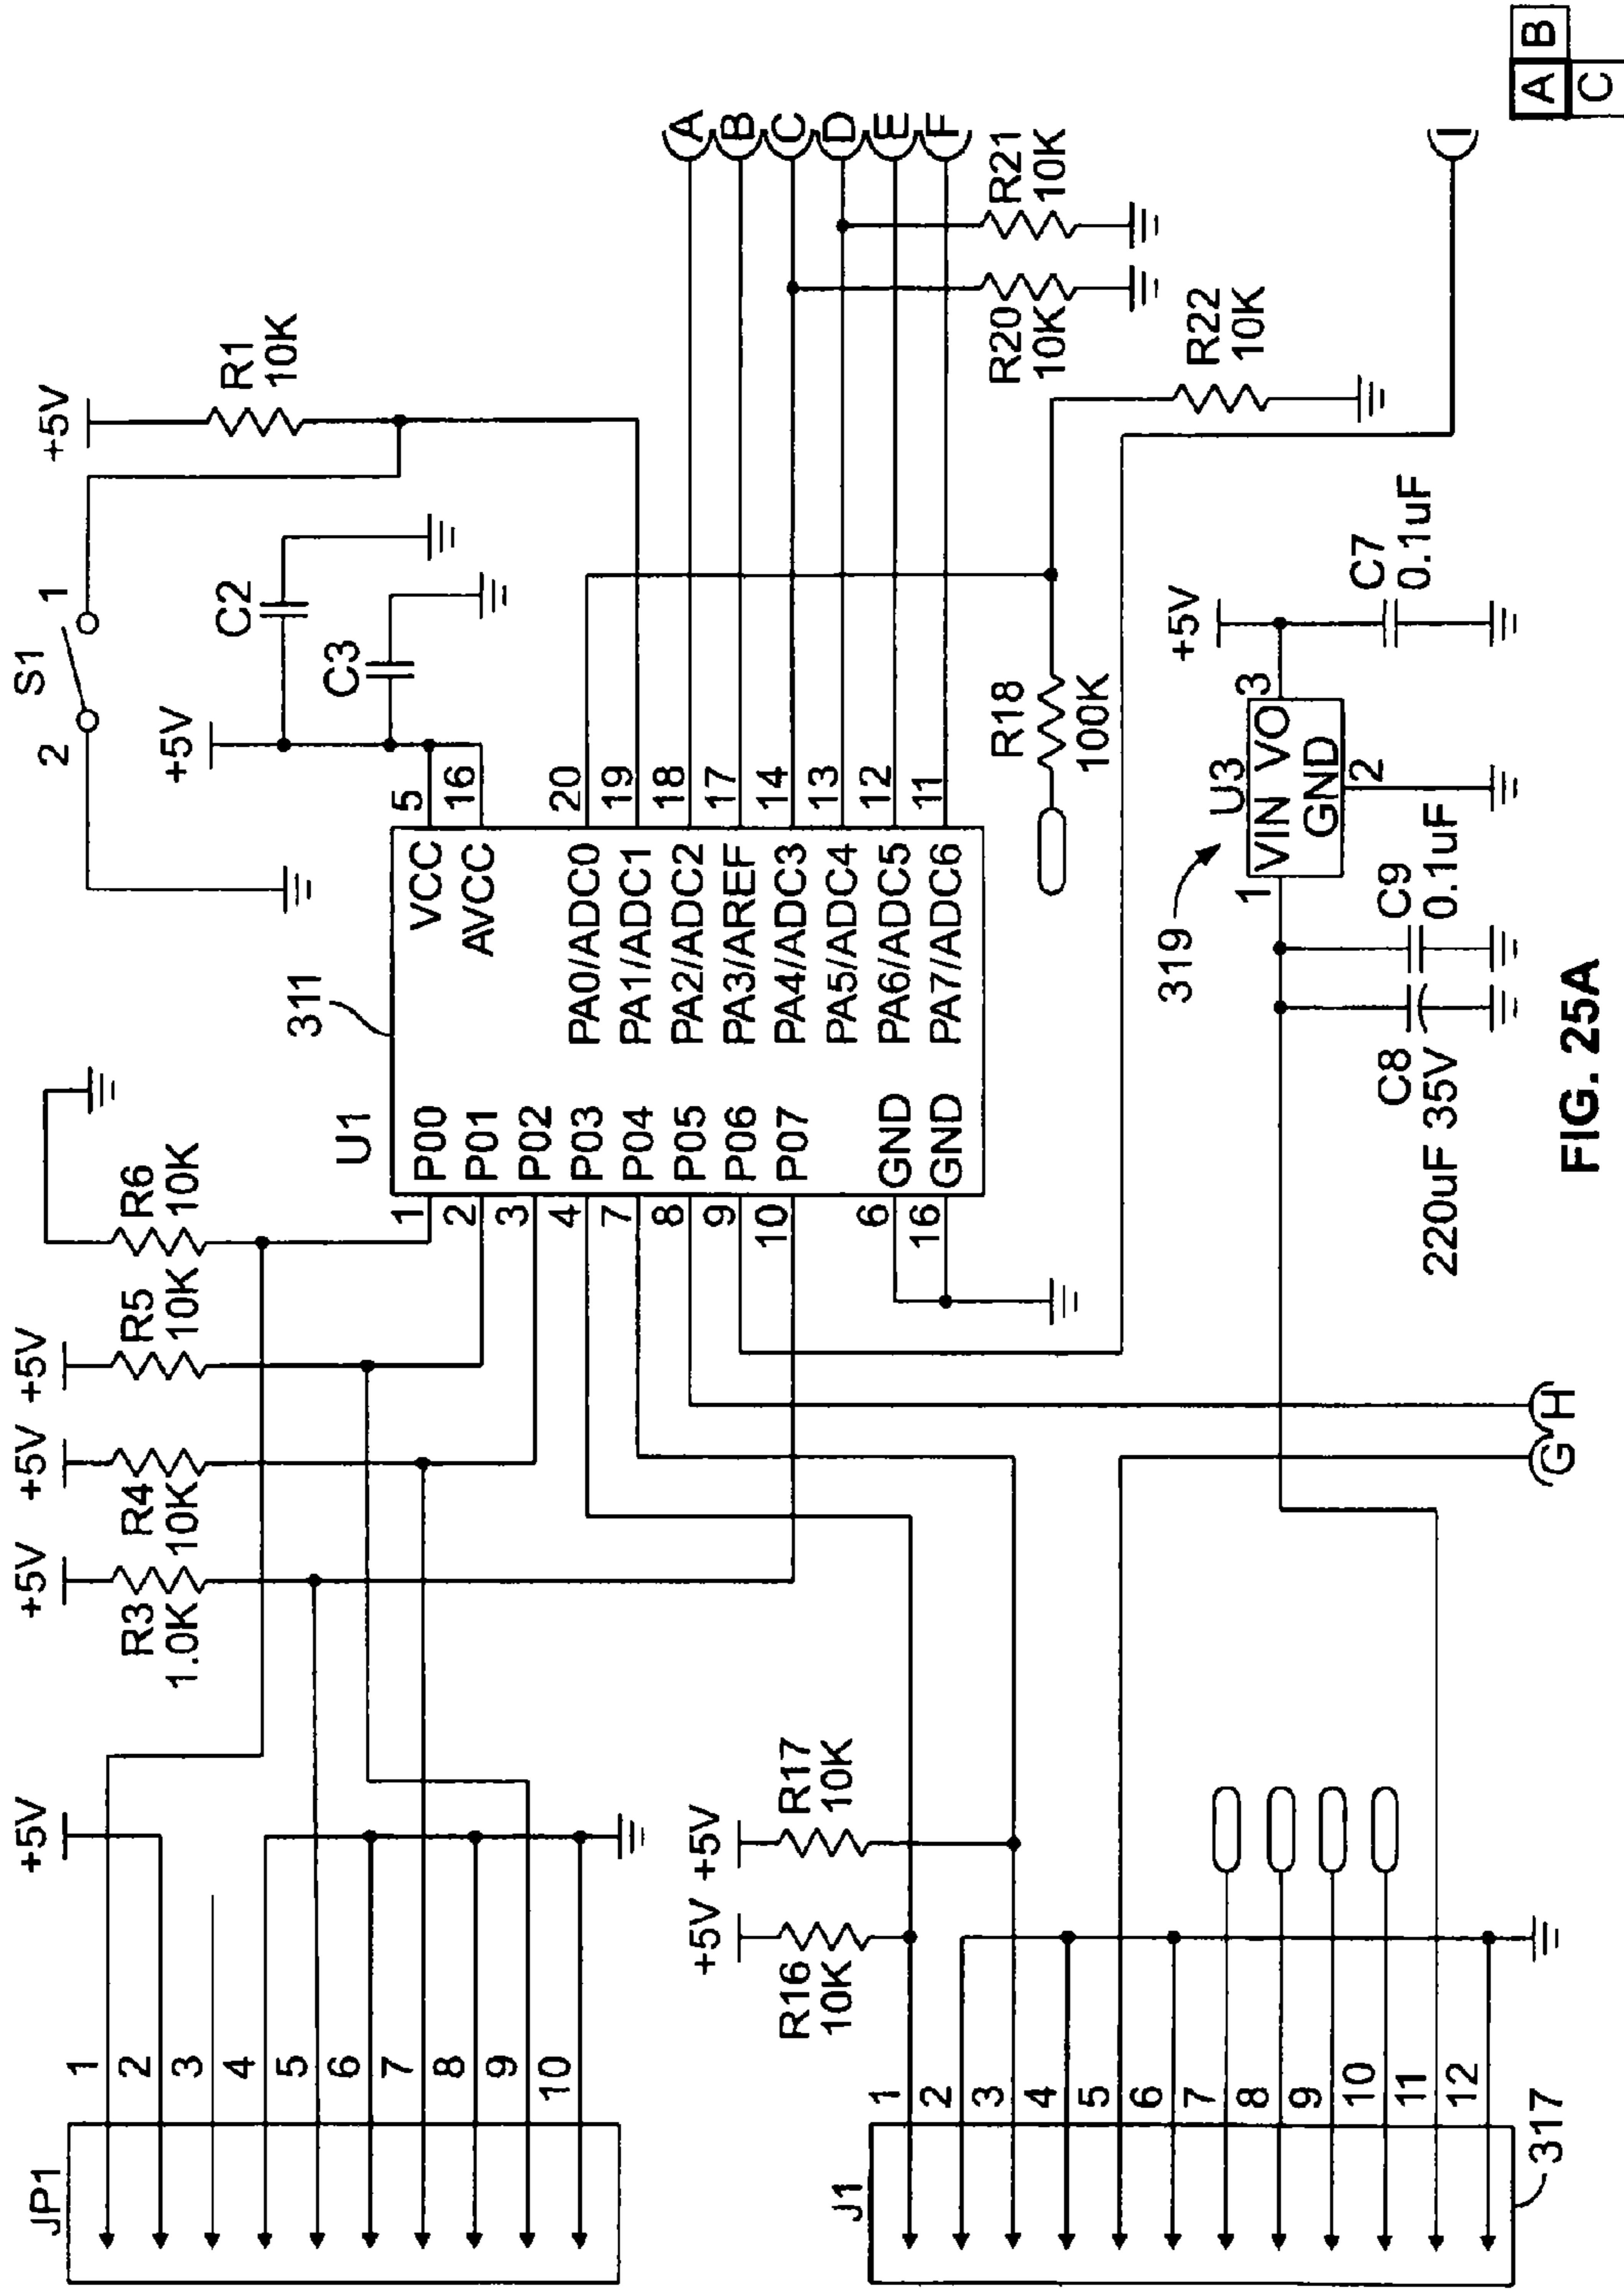 JP1
1
2
3
4
5
6
7
8
9
10
+5V
+5V
R3
1.0K
+5V
R4
10K
+5V
R5
10K
R6
10K
S1
2
1
+5V
C2
C3
+5V
R1
10K
U1
311
1
2
3
4
7
8
9
10
6
16
P00
P01
P02
P03
P04
P05
P06
P07
GND
GND
VCC
AVCC
PA0/ADC0
PA1/ADC1
PA2/ADC2
PA3/AREF
PA4/ADC3
PA5/ADC4
PA6/ADC5
PA7/ADC6
5
16
20
19
18
17
14
13
12
11
A
B
C
D
E
F
R20
10K
R21
10K
R18
100K
R22
10K
I
J1
1
2
3
4
5
6
7
8
9
10
11
12
317
+5V
R16
10K
+5V
R17
10K
G
H
319
U3
1
VIN VO
3
GND
2
+5V
C8
220uF 35V
C9
0.1uF
C7
0.1uF
FIG. 25A
A B
C